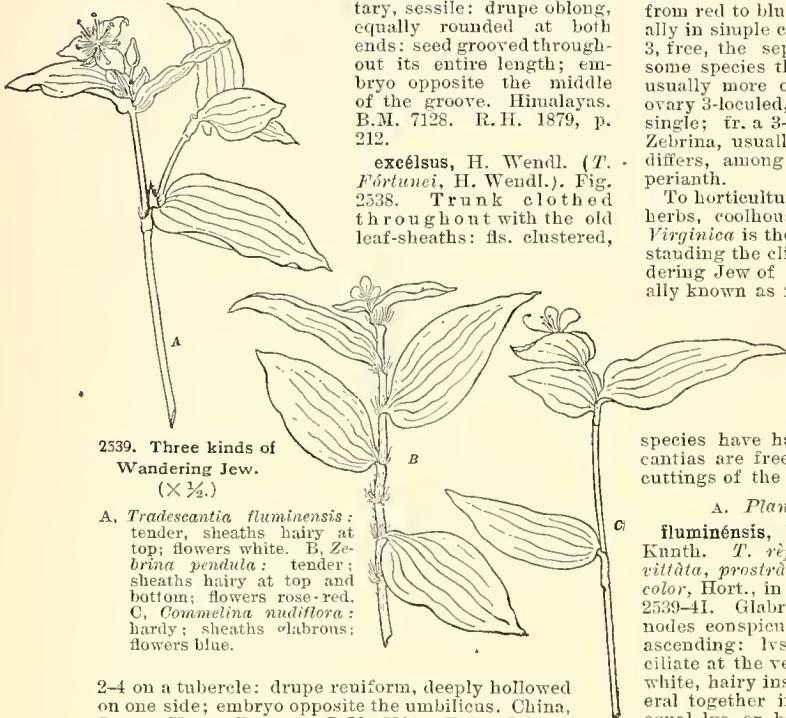 tary, sessile: drupe oblong,
equally rounded at both
ends: seed grooved through-
out its entire length; em-
bryo opposite the middle
of the groove. Himalayas.
B.M. 7128. R.H. 1879, p.
212.
excélsus, H. Wendl. (T.
Fórtunei, H. Wendl.). Fig.
2538. Trunk clothed
throughout with the old
leaf-sheaths: fls. clustered,
A
B
C
2539. Three kinds of
Wandering Jew.
(× ½.)
A, Tradescantia fluminensis:
tender, sheaths hairy at
top; flowers white. B, Ze-
brina pendula: tender;
sheaths hairy at top and
bottom; flowers rose-red.
C, Commelina nudiflora:
hardy; sheaths glabrous;
flowers blue.
2-4 on a tubercle: drupe reniform, deeply hollowed
on one side; embryo opposite the umbilicus. China,
from red to blu
ally in simple c
3, free, the sep
some species th
usually more c
ovary 3-loculed,
single; fr. a 3-
Zebrina, usuall
differs, among
perianth.
To horticultu
herbs, coolhou
Virginica is the
standing the cli
dering Jew of
ally known as
species have ha
cantias are free
cuttings of the
A. Plan
fluminénsis,
Kunth. T. rè
vittàta, prostrà
color, Hort., in
2539-41. Glabr
nodes conspicu
ascending: lvs
ciliate at the ve
white, hairy ins
eral together i